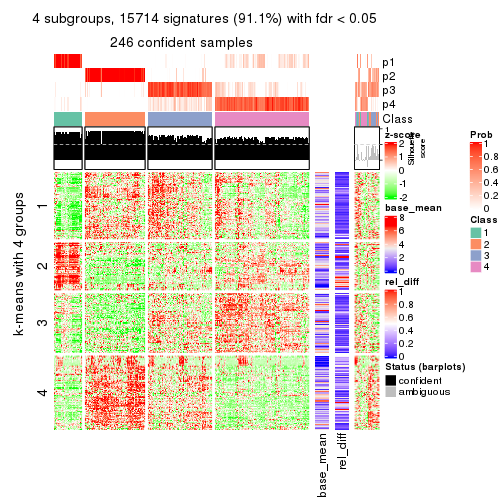 4 subgroups, 15714 signatures (91.1%) with fdr < 0.05
246 confident samples
p1
p2
p3
p4
Class
1
Silhouette
score
k-means with 4 groups
1
2
3
4
base_mean
rel_diff
z-score
2
1
0
-1
-2
base_mean
8
6
4
2
0
rel_diff
1
0.8
0.6
0.4
0.2
0
Status (barplots)
confident
ambiguous
Prob
1
0.8
0.6
0.4
0.2
0
Class
1
2
3
4